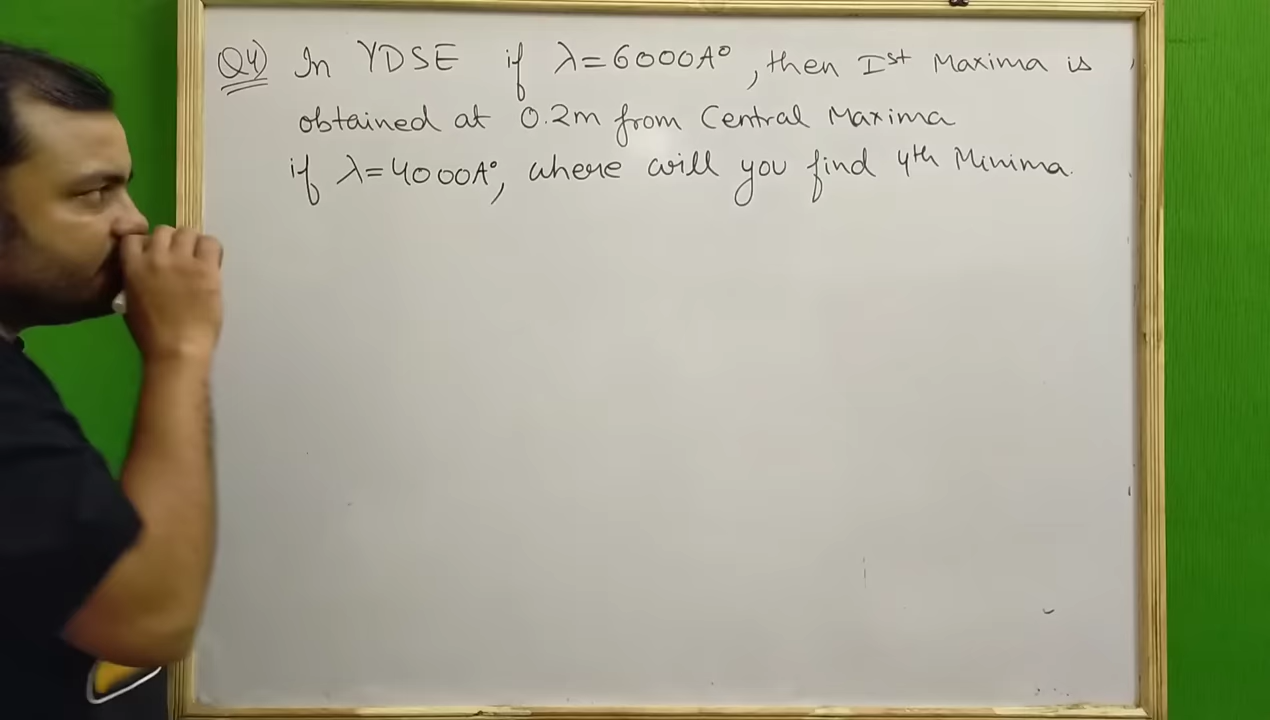 Q4) In YDSE if λ=6000A°, then Ist Maxima is
obtained at 0.2m from Central Maxima
if λ=4000A°, where will you find 4th Minima.